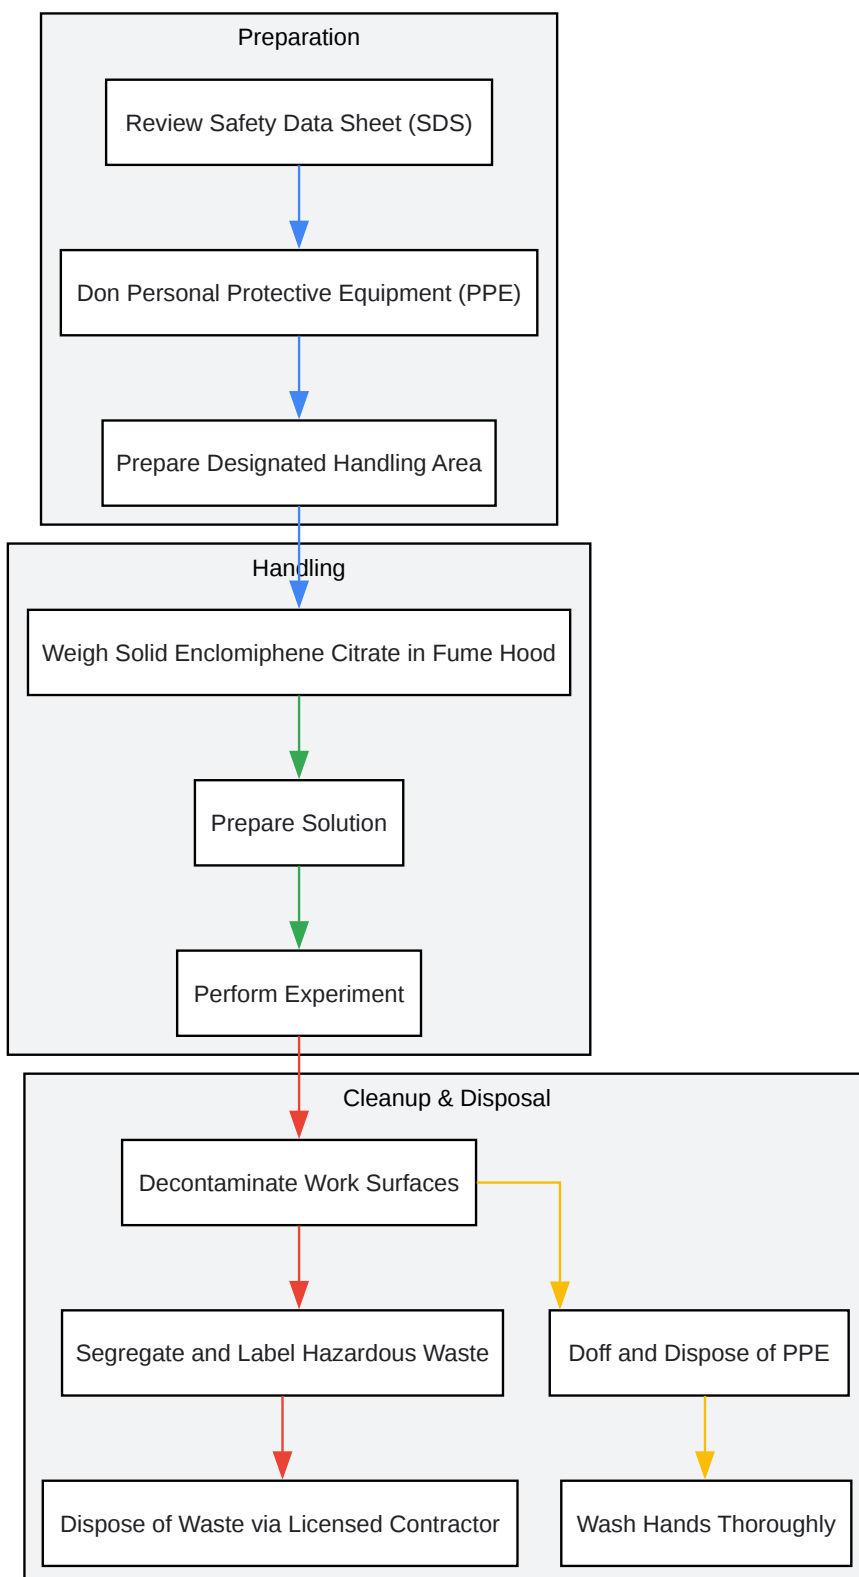 Preparation
Review Safety Data Sheet (SDS)
Don Personal Protective Equipment (PPE)
Prepare Designated Handling Area
Handling
Weigh Solid Enclomiphene Citrate in Fume Hood
Prepare Solution
Perform Experiment
Cleanup & Disposal
Decontaminate Work Surfaces
Segregate and Label Hazardous Waste
Doff and Dispose of PPE
Dispose of Waste via Licensed Contractor
Wash Hands Thoroughly